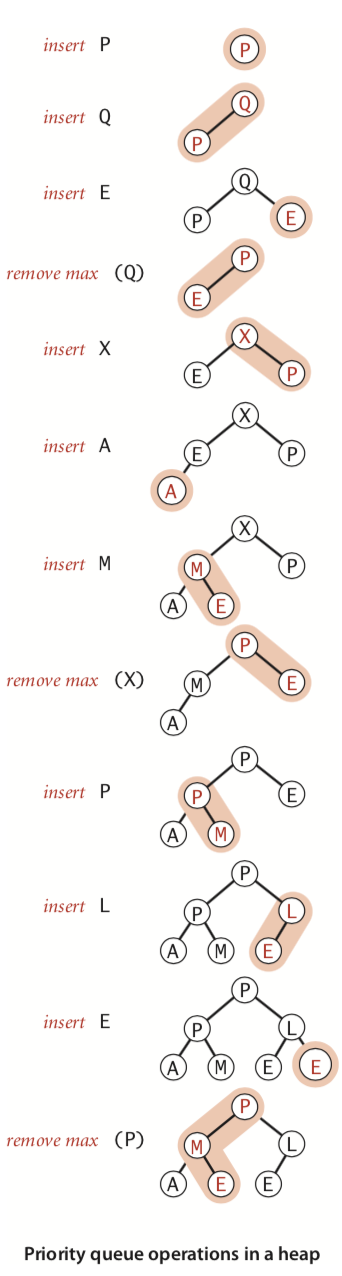 insert P P
Q
insert Q
P
Q
insert E
P E
P
remove max (Q)
E
X
insert X
E P
X
insert A E P
A
X
insert M M P
A E
P
remove max (X) M E
A
P
insert P P E
A M
P
insert L P L
A M E
P
insert E P L
A M E E
P
remove max (P) M L
A E E
Priority queue operations in a heap